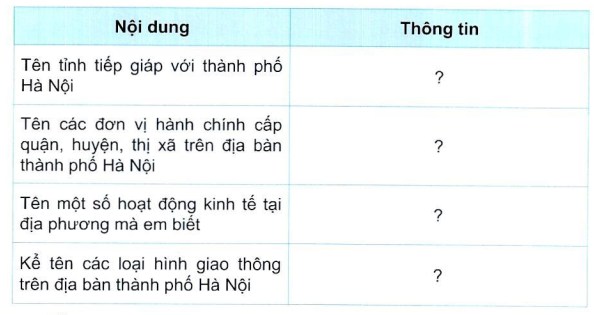 Nội dung
Thông tin
Tên tỉnh tiếp giáp với thành phố
Hà Nội
?
Tên các đơn vị hành chính cấp
quận, huyện, thị xã trên địa bàn
thành phố Hà Nội
?
Tên một số hoạt động kinh tế tại
địa phương mà em biết
?
Kể tên các loại hình giao thông
trên địa bàn thành phố Hà Nội
?